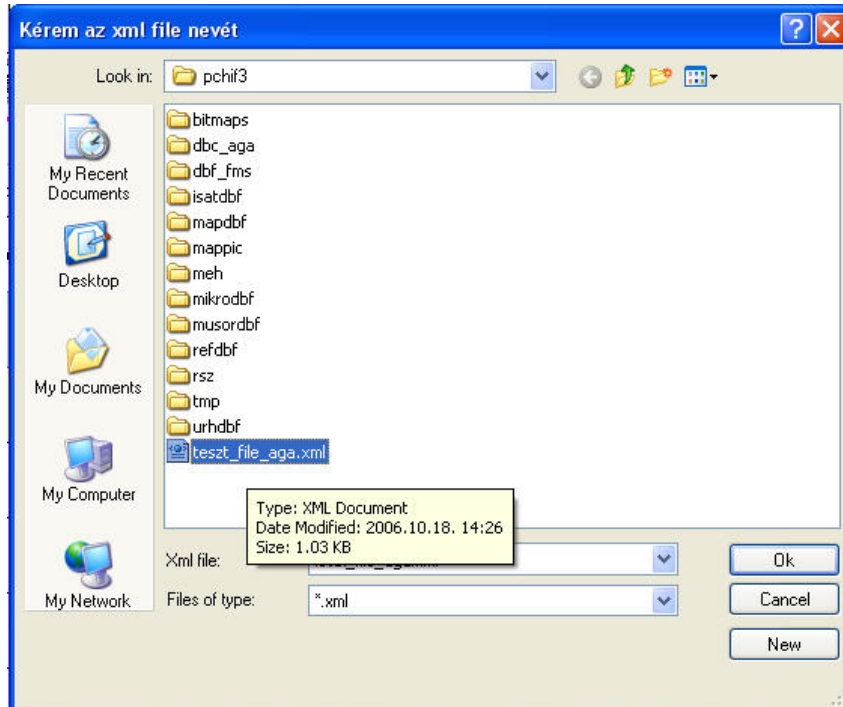 Kérem az xml file nevét
Look in:
pchif3
My Recent
Documents
Desktop
My Documents
My Computer
My Network
bitmaps
dbc_aga
dbf_fms
isatdbf
mapdbf
mappic
meh
mikrodbf
musordbf
refdbf
rsz
tmp
urhdbf
teszt_file_aga.xml
Type: XML Document
Date Modified: 2006.10.18. 14:26
Size: 1.03 KB
Xml file:
Ok
Files of type:
*.xml
Cancel
New